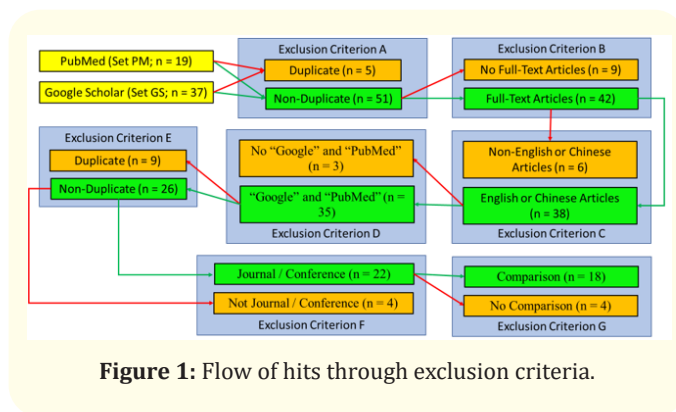 PubMed (Set PM; n = 19)
Google Scholar (Set GS; n = 37)
Exclusion Criterion A
Duplicate (n = 5)
Non-Duplicate (n = 51)
Exclusion Criterion B
No Full-Text Articles (n = 9)
Full-Text Articles (n = 42)
Non-English or Chinese
Articles (n = 6)
English or Chinese Articles
(n = 38)
Exclusion Criterion C
No “Google” and “PubMed”
(n = 3)
“Google” and “PubMed” (n =
35)
Exclusion Criterion D
Exclusion Criterion E
Duplicate (n = 9)
Non-Duplicate (n = 26)
Journal / Conference (n = 22)
Not Journal / Conference (n = 4)
Exclusion Criterion F
Comparison (n = 18)
No Comparison (n = 4)
Exclusion Criterion G
Figure 1: Flow of hits through exclusion criteria.